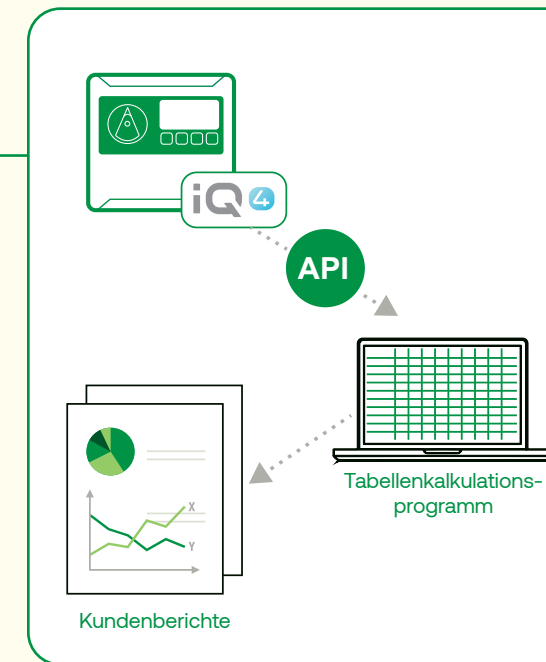 iQ4
API
Tabellenkalkulations-
programm
X
Y
Kundenberichte